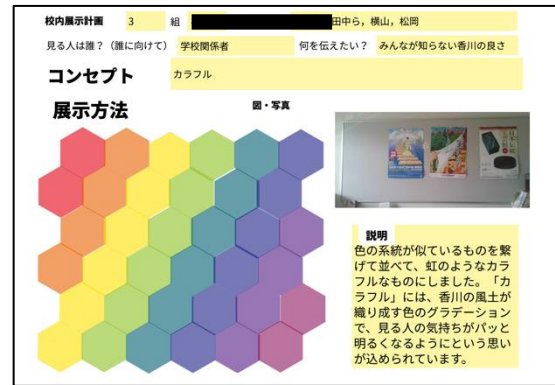 校内展示計画 3 組 田中ら，横山，松岡
見る人は誰？（誰に向けて） 学校関係者 何を伝えたい？ みんなが知らない香川の良さ
コンセプト カラフル
展示方法 図・写真
説明
色の系統が似ているものを繋
げて並べて、虹のようなカラ
フルなものにしました。「カ
ラフル」には、香川の風土が
織り成す色のグラデーション
で、見る人の気持ちがパッと
明るくなるようにという思い
が込められています。